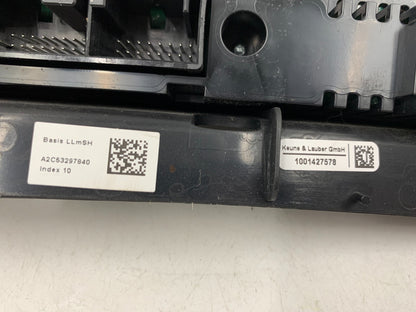 Basis LLmSH
A2C53297840
Index 10
Keuns & Lauber GmbH
1001427578